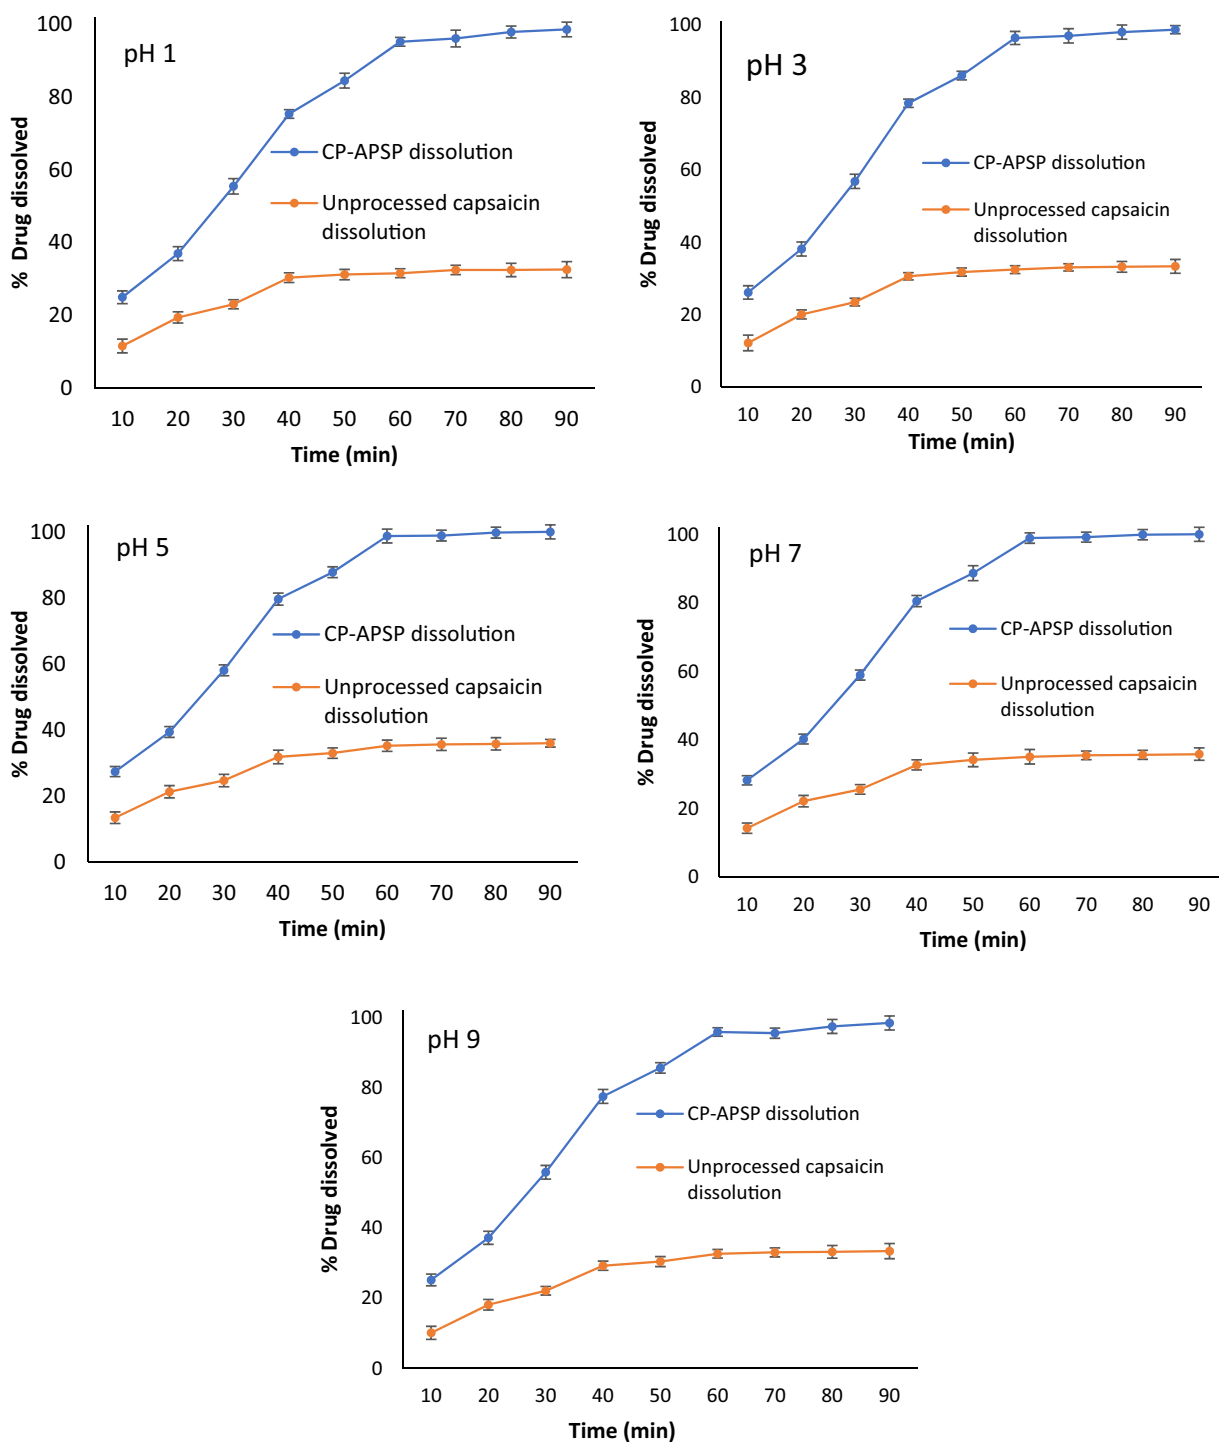 pH 1
% Drug dissolved
100
80
60
40
20
0
CP-APSP dissolution
Unprocessed capsaicin
dissolution
10 20 30 40 50 60 70 80 90
Time (min)
pH 3
% Drug dissolved
100
80
60
40
20
0
CP-APSP dissolution
Unprocessed capsaicin
dissolution
10 20 30 40 50 60 70 80 90
Time (min)
pH 5
% Drug dissolved
100
80
60
40
20
0
CP-APSP dissolution
Unprocessed capsaicin
dissolution
10 20 30 40 50 60 70 80 90
Time (min)
pH 7
% Drug dissolved
100
80
60
40
20
0
CP-APSP dissolution
Unprocessed capsaicin
dissolution
10 20 30 40 50 60 70 80 90
Time (min)
pH 9
% Drug dissolved
100
80
60
40
20
0
CP-APSP dissolution
Unprocessed capsaicin
dissolution
10 20 30 40 50 60 70 80 90
Time (min)